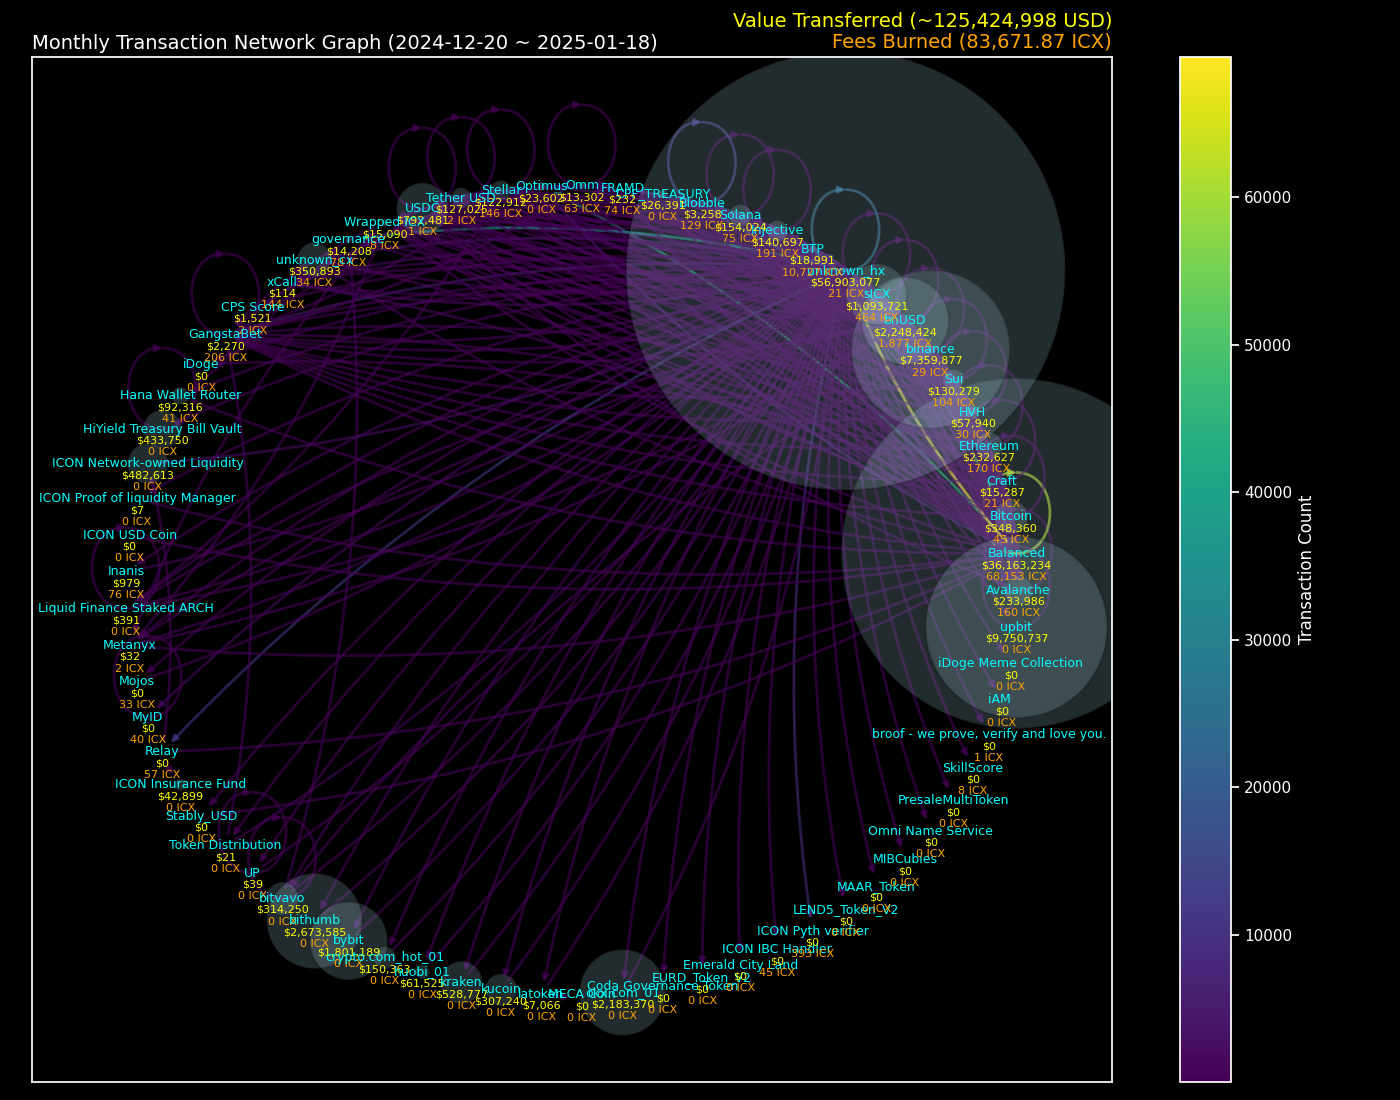 Value Transferred (~125,424,998 USD)
Monthly Transaction Network Graph (2024-12-20 ~ 2025-01-18)
Fees Burned (83,671.87 ICX)
Omm
$13,302
63 ICX
Optimus
$23,602
0 ICX
Stellar
$122,912
146 ICX
Tether USD
$127,025
2 ICX
USDC
$792,481
1 ICX
Wrapped ICX
$15,090
8 ICX
governance
$14,208
78 ICX
unknown_cx
$350,893
34 ICX
xCall
$114
144 ICX
CPS Score
$1,521
2 ICX
GangstaBet
$2,270
206 ICX
iDoge
$0
0 ICX
Hana Wallet Router
$92,316
41 ICX
HiYield Treasury Bill Vault
$433,750
0 ICX
ICON Network-owned Liquidity
$482,613
0 ICX
ICON Proof of liquidity Manager
$7
0 ICX
ICON USD Coin
$0
0 ICX
Inanis
$979
76 ICX
Liquid Finance Staked ARCH
$391
0 ICX
Metanyx
$32
2 ICX
Mojos
$0
33 ICX
MyID
$0
40 ICX
Relay
$0
57 ICX
ICON Insurance Fund
$42,899
0 ICX
Stably_USD
$0
0 ICX
Token Distribution
$21
0 ICX
UP
$39
0 ICX
bitvavo
$314,250
0 ICX
bithumb
$2,673,585
0 ICX
bybit
$1,801,189
0 ICX
crypto.com_hot_01
$150,363
0 ICX
huobi_01
$61,525
0 ICX
kraken
$528,777
0 ICX
kucoin
$307,240
0 ICX
latoken
$7,066
0 ICX
MECA Coin
$0
0 ICX
okx.com_01
$2,183,370
0 ICX
Coda Governance Token
$0
0 ICX
EURD_Token_V2
$0
0 ICX
Emerald City Land
$0
0 ICX
ICON IBC Handler
$0
45 ICX
ICON Pyth verifier
$0
LEND5_Token_V2
$0
0 ICX
MAAR_Token
$0
0 ICX
MIBCubies
$0
0 ICX
Omni Name Service
$0
0 ICX
PresaleMultiToken
$0
0 ICX
SkillScore
$0
8 ICX
broof - we prove, verify and love you.
$0
1 ICX
iAM
$0
0 ICX
iDoge Meme Collection
$0
0 ICX
upbit
$9,750,737
0 ICX
Avalanche
$233,986
160 ICX
Balanced
$36,163,234
68,153 ICX
Bitcoin
$348,360
45 ICX
Craft
$15,287
21 ICX
Ethereum
$232,627
170 ICX
HVH
$57,940
30 ICX
Sui
$130,279
104 ICX
binance
$7,359,877
29 ICX
bnUSD
$2,248,424
1,877 ICX
sICX
$1,093,721
464 ICX
unknown_hx
$56,903,077
21 ICX
BTP
$18,991
Injective
$140,697
191 ICX
Solana
$154,024
75 ICX
Blobble
$3,258
129 ICX
CPF_TREASURY
$26,391
0 ICX
FRAMD
$232
74 ICX
60000
50000
40000
30000
20000
10000
Transaction Count